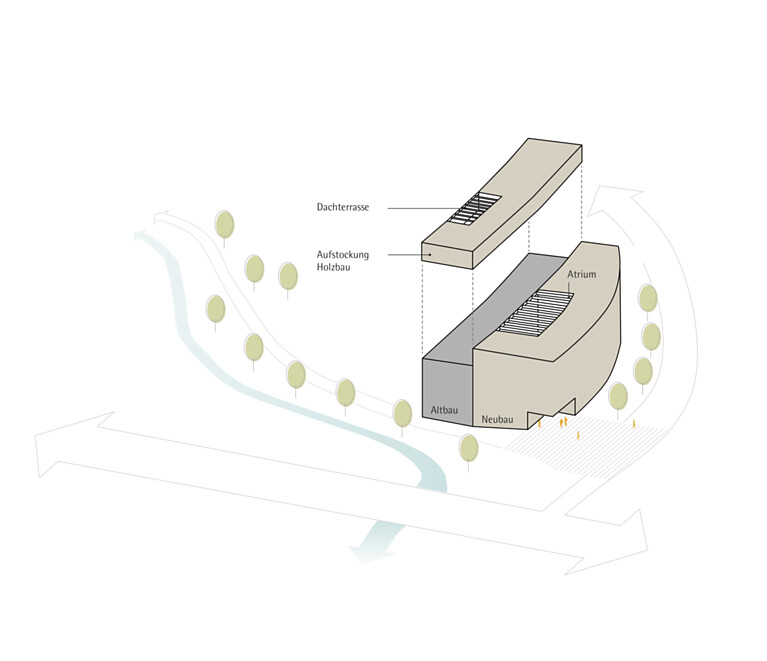 Dachterrasse
Aufstockung
Holzbau
Atrium
Altbau
Neubau